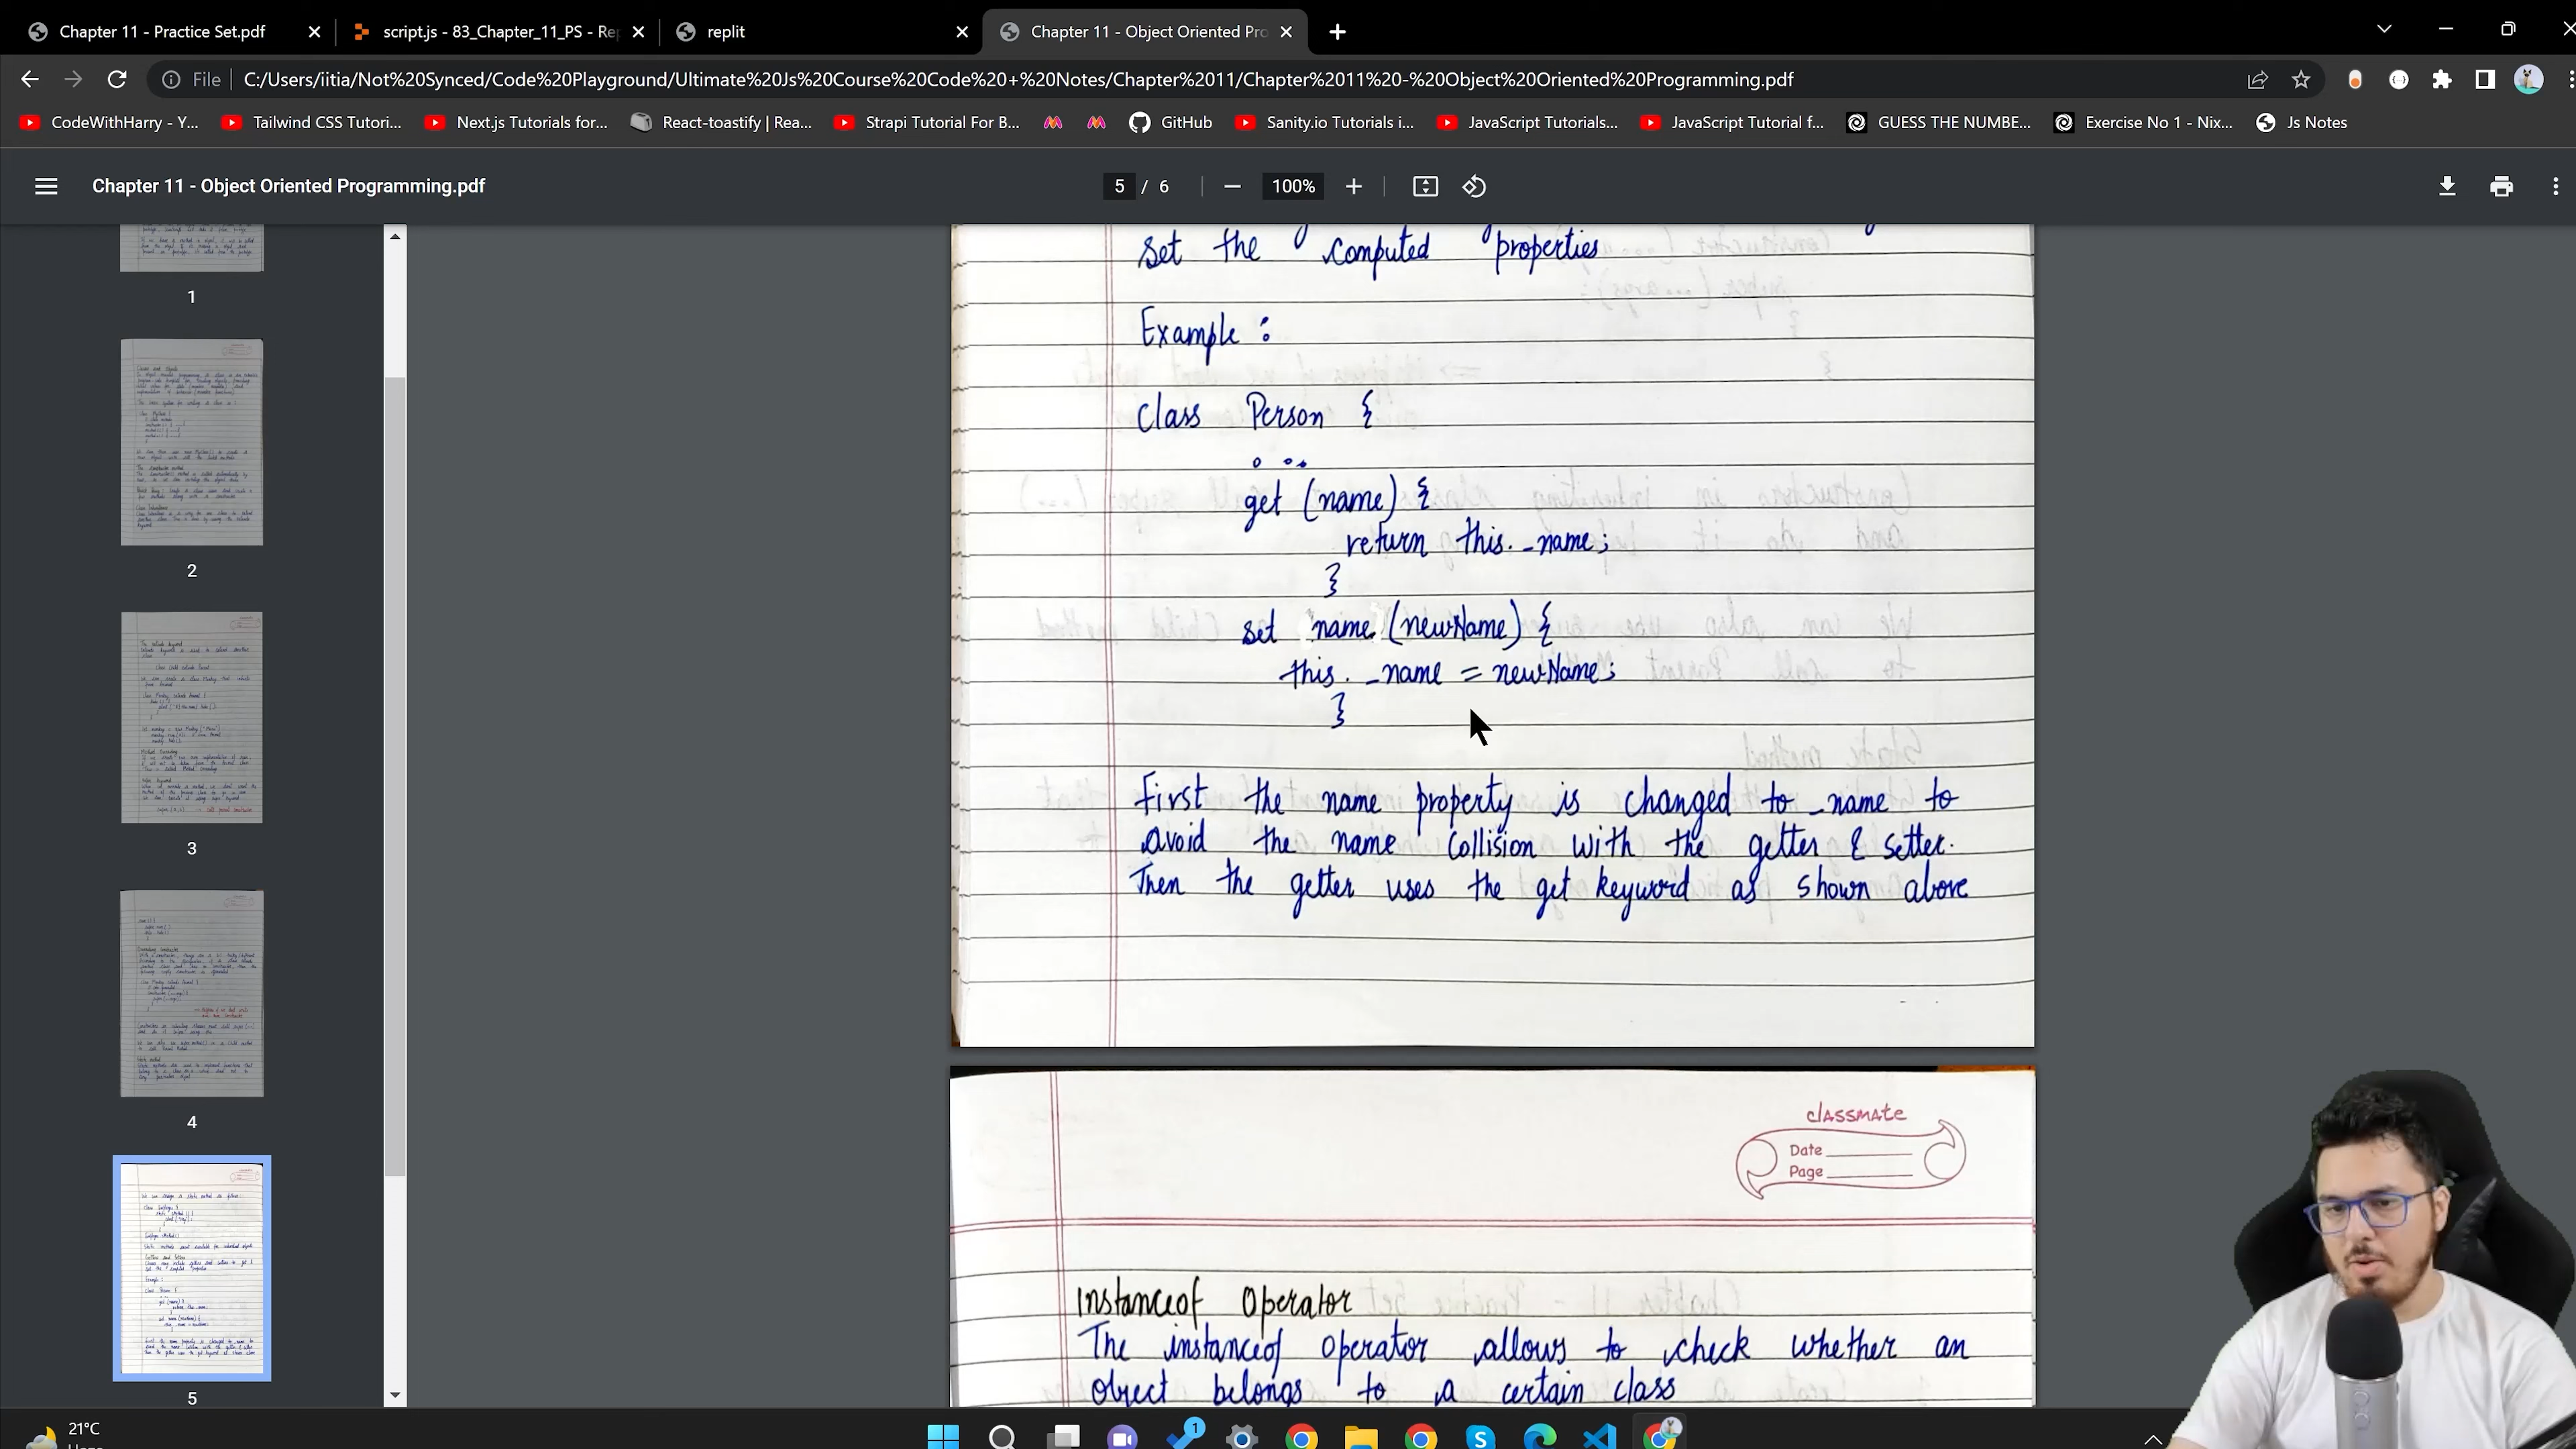 Chapter 11 - Practice Set.pdf
script.js - 83_Chapter_11_PS - Re
replit
Chapter 11 - Object Oriented Pro
File
C:/Users/iitia/Not%20Synced/Code%20Playground/Ultimate%20Js%20Course%20Code%20+%20Notes/Chapter%2011/Chapter%2011%20-%20Object%20Oriented%20Programming.pdf
CodeWithHarry - Y...
Tailwind CSS Tutori...
Next.js Tutorials for...
React-toastify | Rea...
Strapi Tutorial For B...
GitHub
Sanity.io Tutorials i...
JavaScript Tutorials...
JavaScript Tutorial f...
GUESS THE NUMBE...
Exercise No 1 - Nix...
Js Notes
Chapter 11 - Object Oriented Programming.pdf
5 / 6
100%
1
2
3
4
5
set the computed properties
Example :
Class Person {
get (name) {
return this._name;
}
set name (newName) {
this._name = newName;
}
First the name property is changed to _name to
avoid the name collision with the getter & setter.
Then the getter uses the get keyword as shown above
classmate
Date
Page
Instanceof Operator
The instanceof operator allows to check whether an
object belongs to a certain class
21°C
1